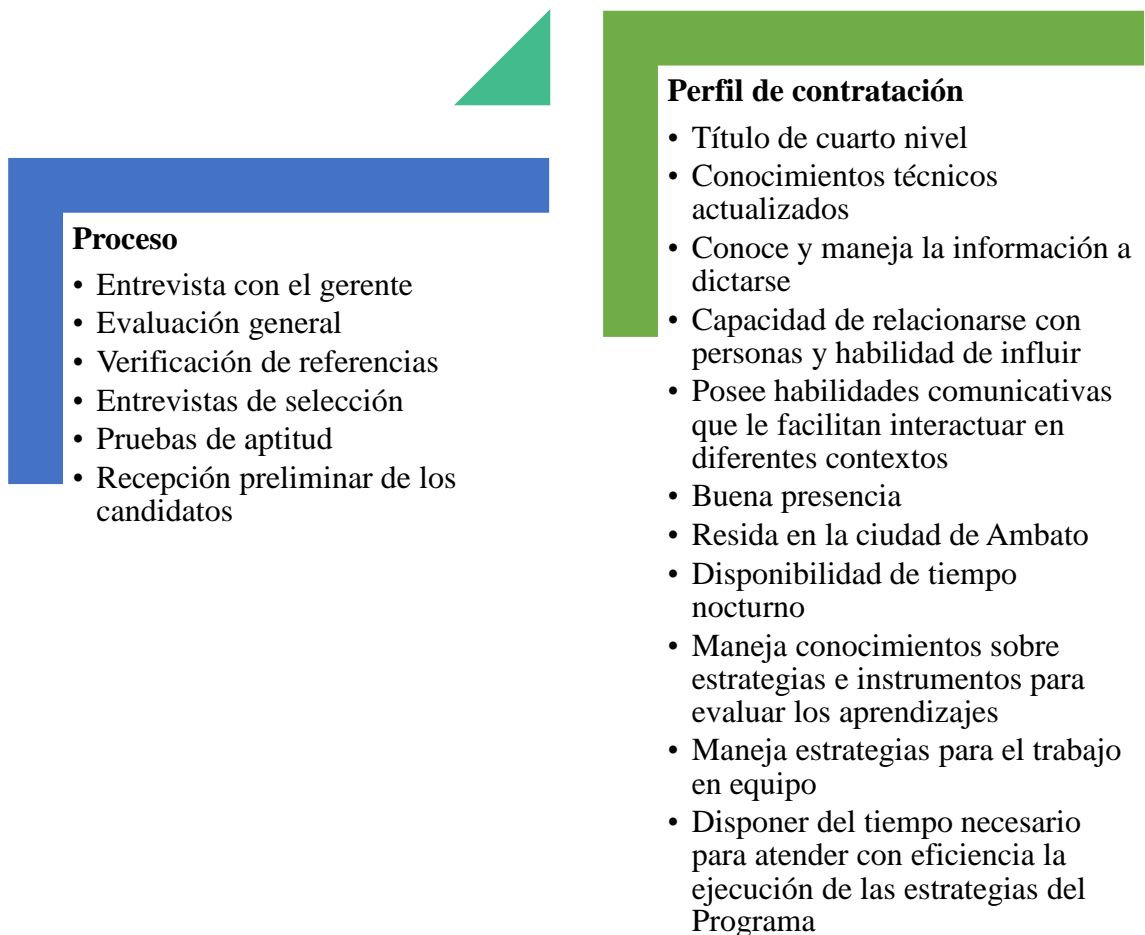 Proceso
• Entrevista con el gerente
• Evaluación general
• Verificación de referencias
• Entrevistas de selección
• Pruebas de aptitud
• Recepción preliminar de los
candidatos
Perfil de contratación
• Título de cuarto nivel
• Conocimientos técnicos
actualizados
• Conoce y maneja la información a
dictarse
• Capacidad de relacionarse con
personas y habilidad de influir
• Posee habilidades comunicativas
que le facilitan interactuar en
diferentes contextos
• Buena presencia
• Resida en la ciudad de Ambato
• Disponibilidad de tiempo
nocturno
• Maneja conocimientos sobre
estrategias e instrumentos para
evaluar los aprendizajes
• Maneja estrategias para el trabajo
en equipo
• Disponer del tiempo necesario
para atender con eficiencia la
ejecución de las estrategias del
Programa